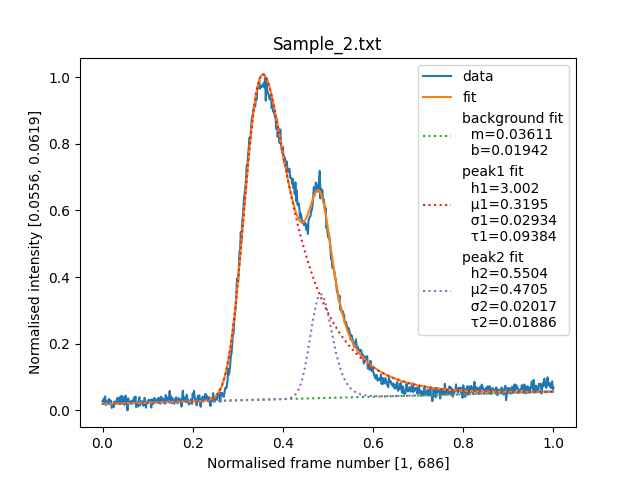 Sample_2.txt
Normalised intensity [0.0556, 0.0619]
1.0
0.8
0.6
0.4
0.2
0.0
data
fit
background fit
m=0.03611
b=0.01942
peak1 fit
h1=3.002
μ1=0.3195
σ1=0.02934
τ1=0.09384
peak2 fit
h2=0.5504
μ2=0.4705
σ2=0.02017
τ2=0.01886
0.0 0.2 0.4 0.6 0.8 1.0
Normalised frame number [1, 686]